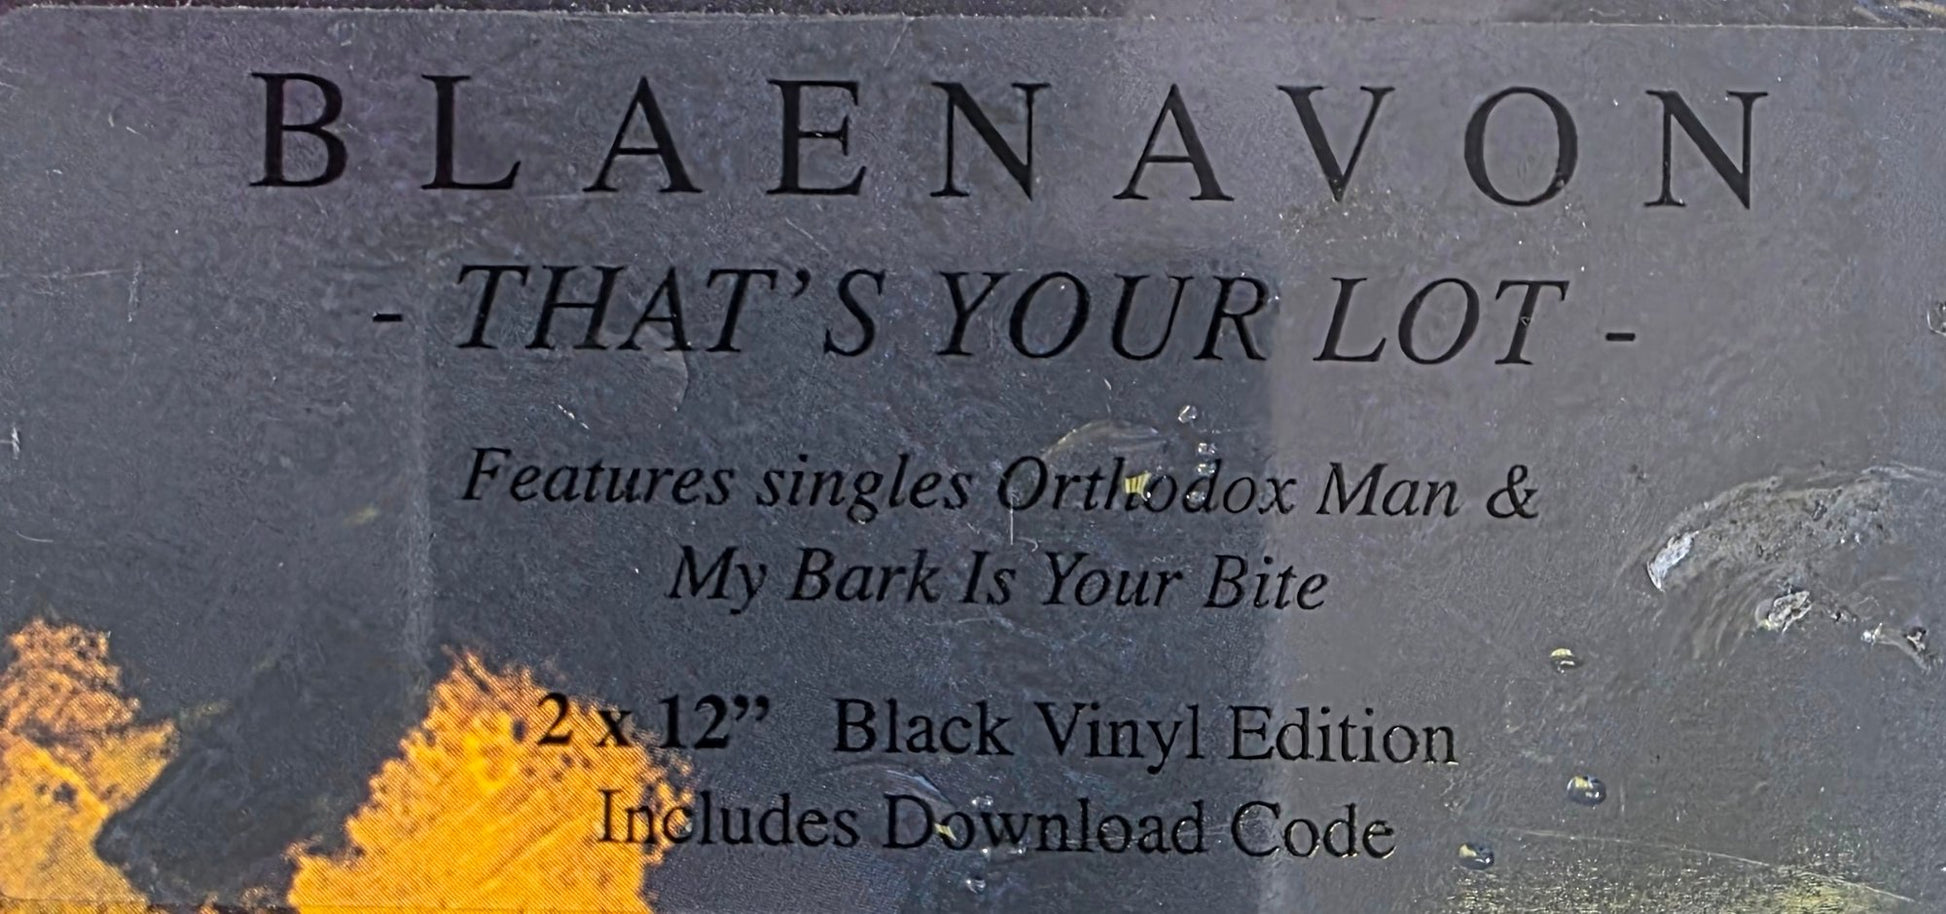 BLAENAVON
- THAT’S YOUR LOT -
Features singles Orthodox Man &
My Bark Is Your Bite
2 x 12” Black Vinyl Edition
Includes Download Code